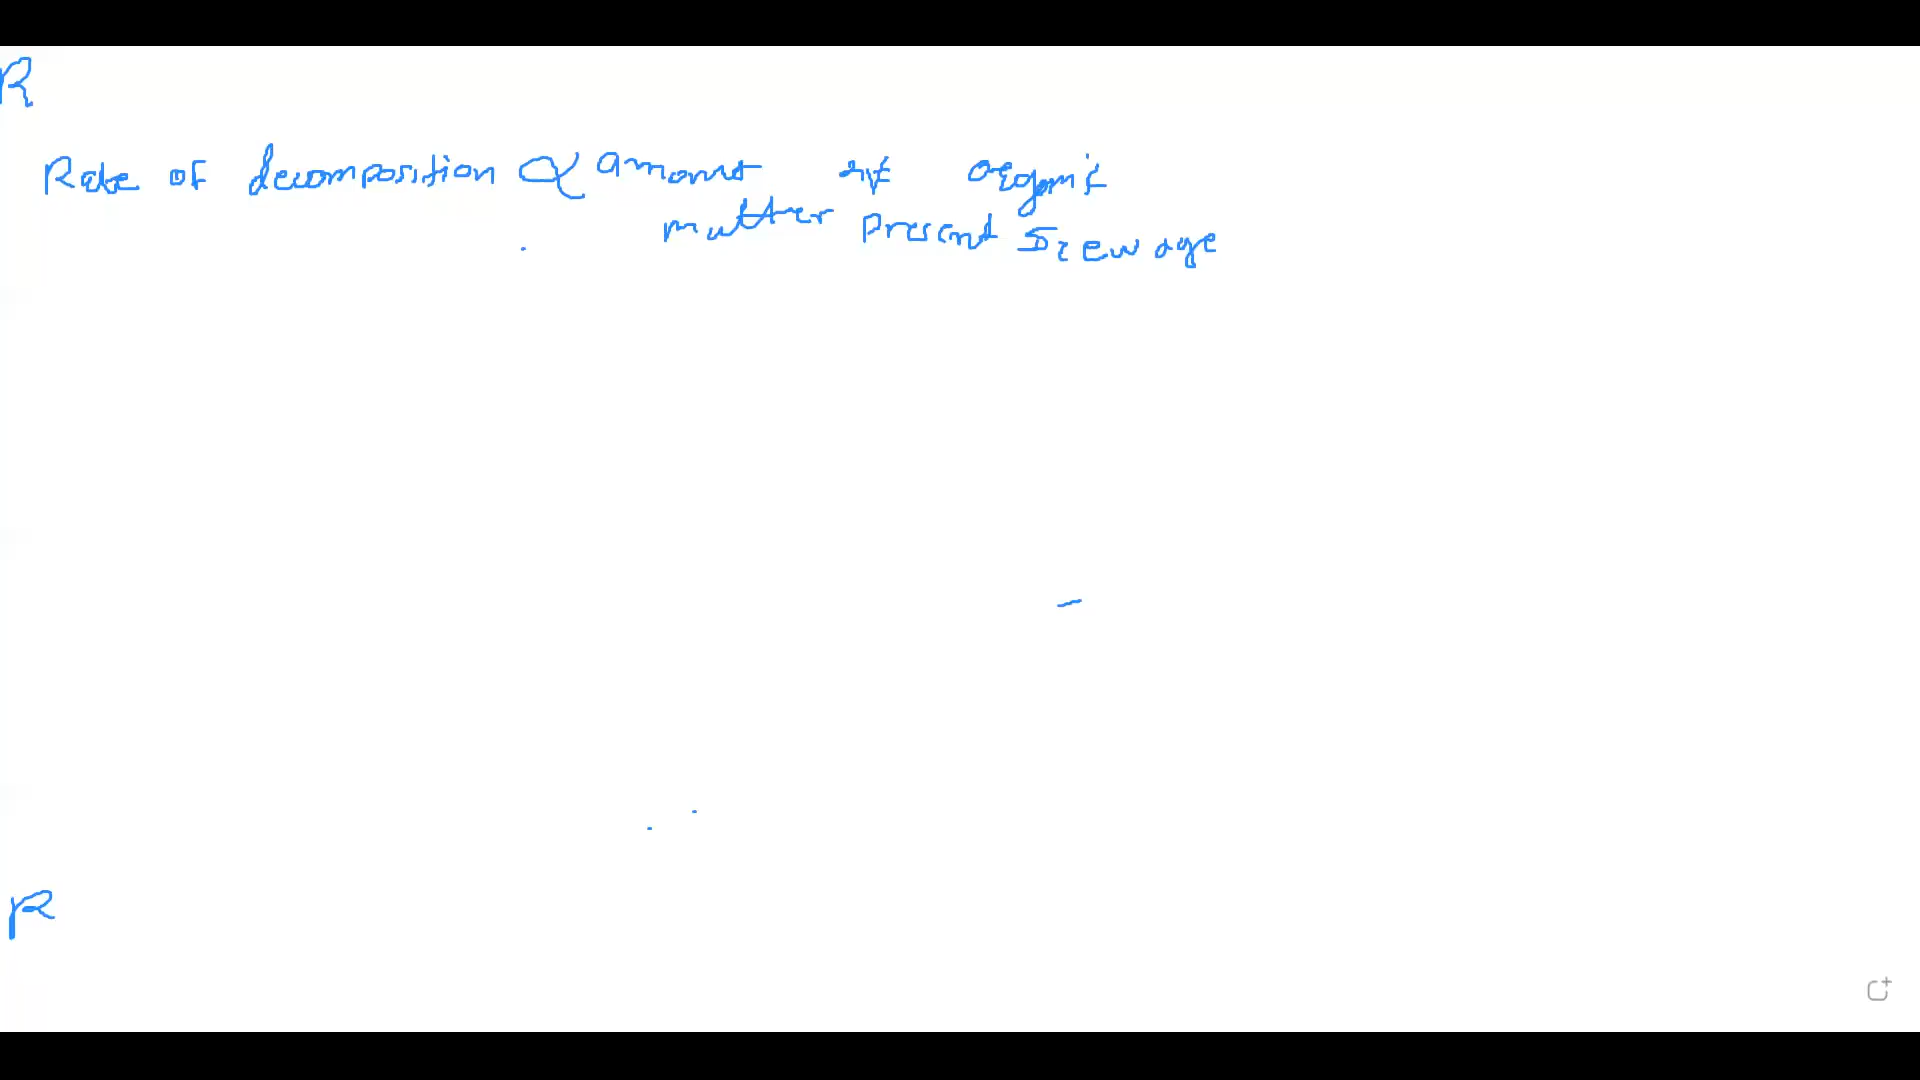 R
Rate of decomposition ∝ amount of organic
matter present sewage
R